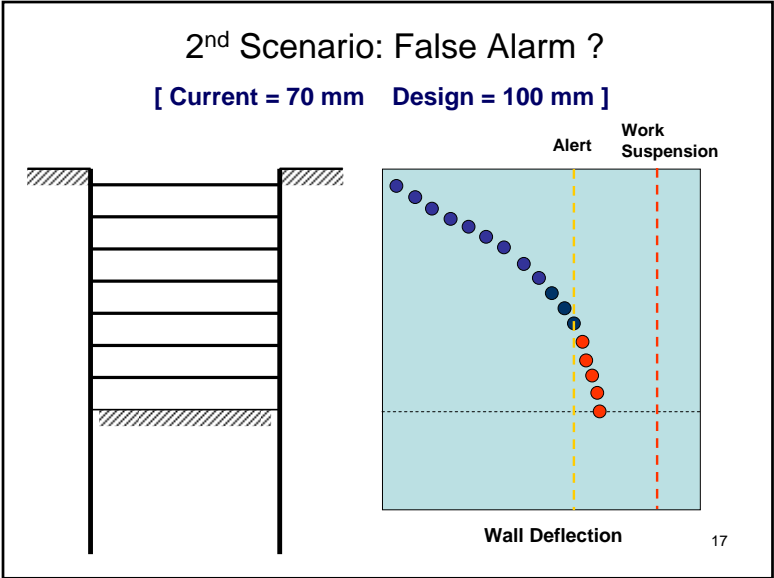 2nd Scenario: False Alarm ?
[ Current = 70 mm    Design = 100 mm ]
Alert
Work
Suspension
Wall Deflection
17